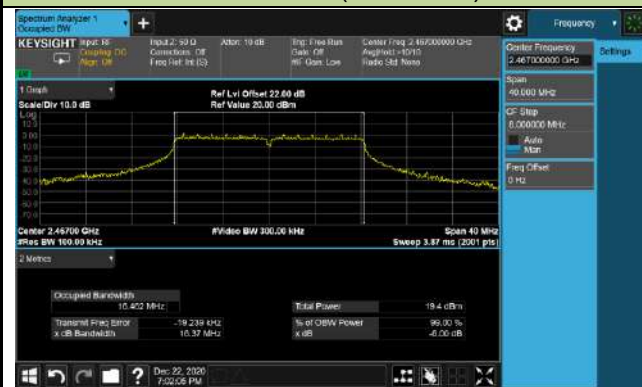 Spectrum Analyzer 1
Occupied BW
+
Frequency
KEYSIGHT
Input: RF
Coupling: DC
Align: Off
Input Z: 50 Ω
Corrections: Off
Freq Ref: Int (S)
Atten: 10 dB
Trig: Free Run
Gate: Off
#IF Gain: Low
Center Freq: 2.467000000 GHz
Avg|Hold: >10/10
Radio Std: None
Center Frequency
2.467000000 GHz
Settings
Span
40.000 MHz
CF Step
8.000000 MHz
Auto
Man
Freq Offset
0 Hz
1 Graph
Scale/Div 10.0 dB
Ref Lvl Offset 22.00 dB
Ref Value 20.00 dBm
Log
Center 2.46700 GHz
#Res BW 100.00 kHz
#Video BW 300.00 kHz
Span 40 MHz
Sweep 3.87 ms (2001 pts)
2 Metrics
Occupied Bandwidth
16.462 MHz
Total Power 19.4 dBm
Transmit Freq Error -19.239 kHz
% of OBW Power 99.00 %
x dB Bandwidth 16.37 MHz
x dB -6.00 dB
Dec 22, 2020
7:02:06 PM